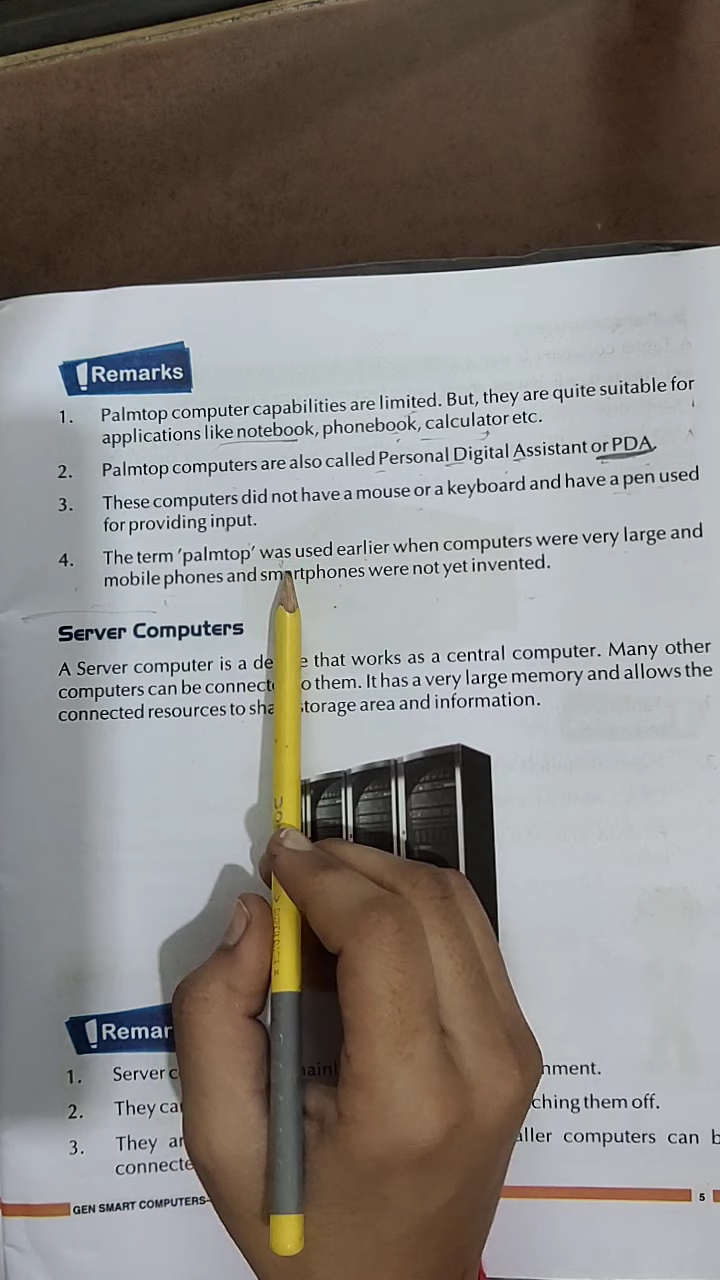 Remarks
1. Palmtop computer capabilities are limited. But, they are quite suitable for
applications like notebook, phonebook, calculator etc.
2. Palmtop computers are also called Personal Digital Assistant or PDA.
3. These computers did not have a mouse or a keyboard and have a pen used
for providing input.
4. The term 'palmtop' was used earlier when computers were very large and
mobile phones and smartphones were not yet invented.
Server Computers
A Server computer is a de e that works as a central computer. Many other
computers can be connect o them. It has a very large memory and allows the
connected resources to sha torage area and information.
Remar
1. Server c nment.
2. They ca ching them off.
3. They ar aller computers can b
connecte
GEN SMART COMPUTERS- 5